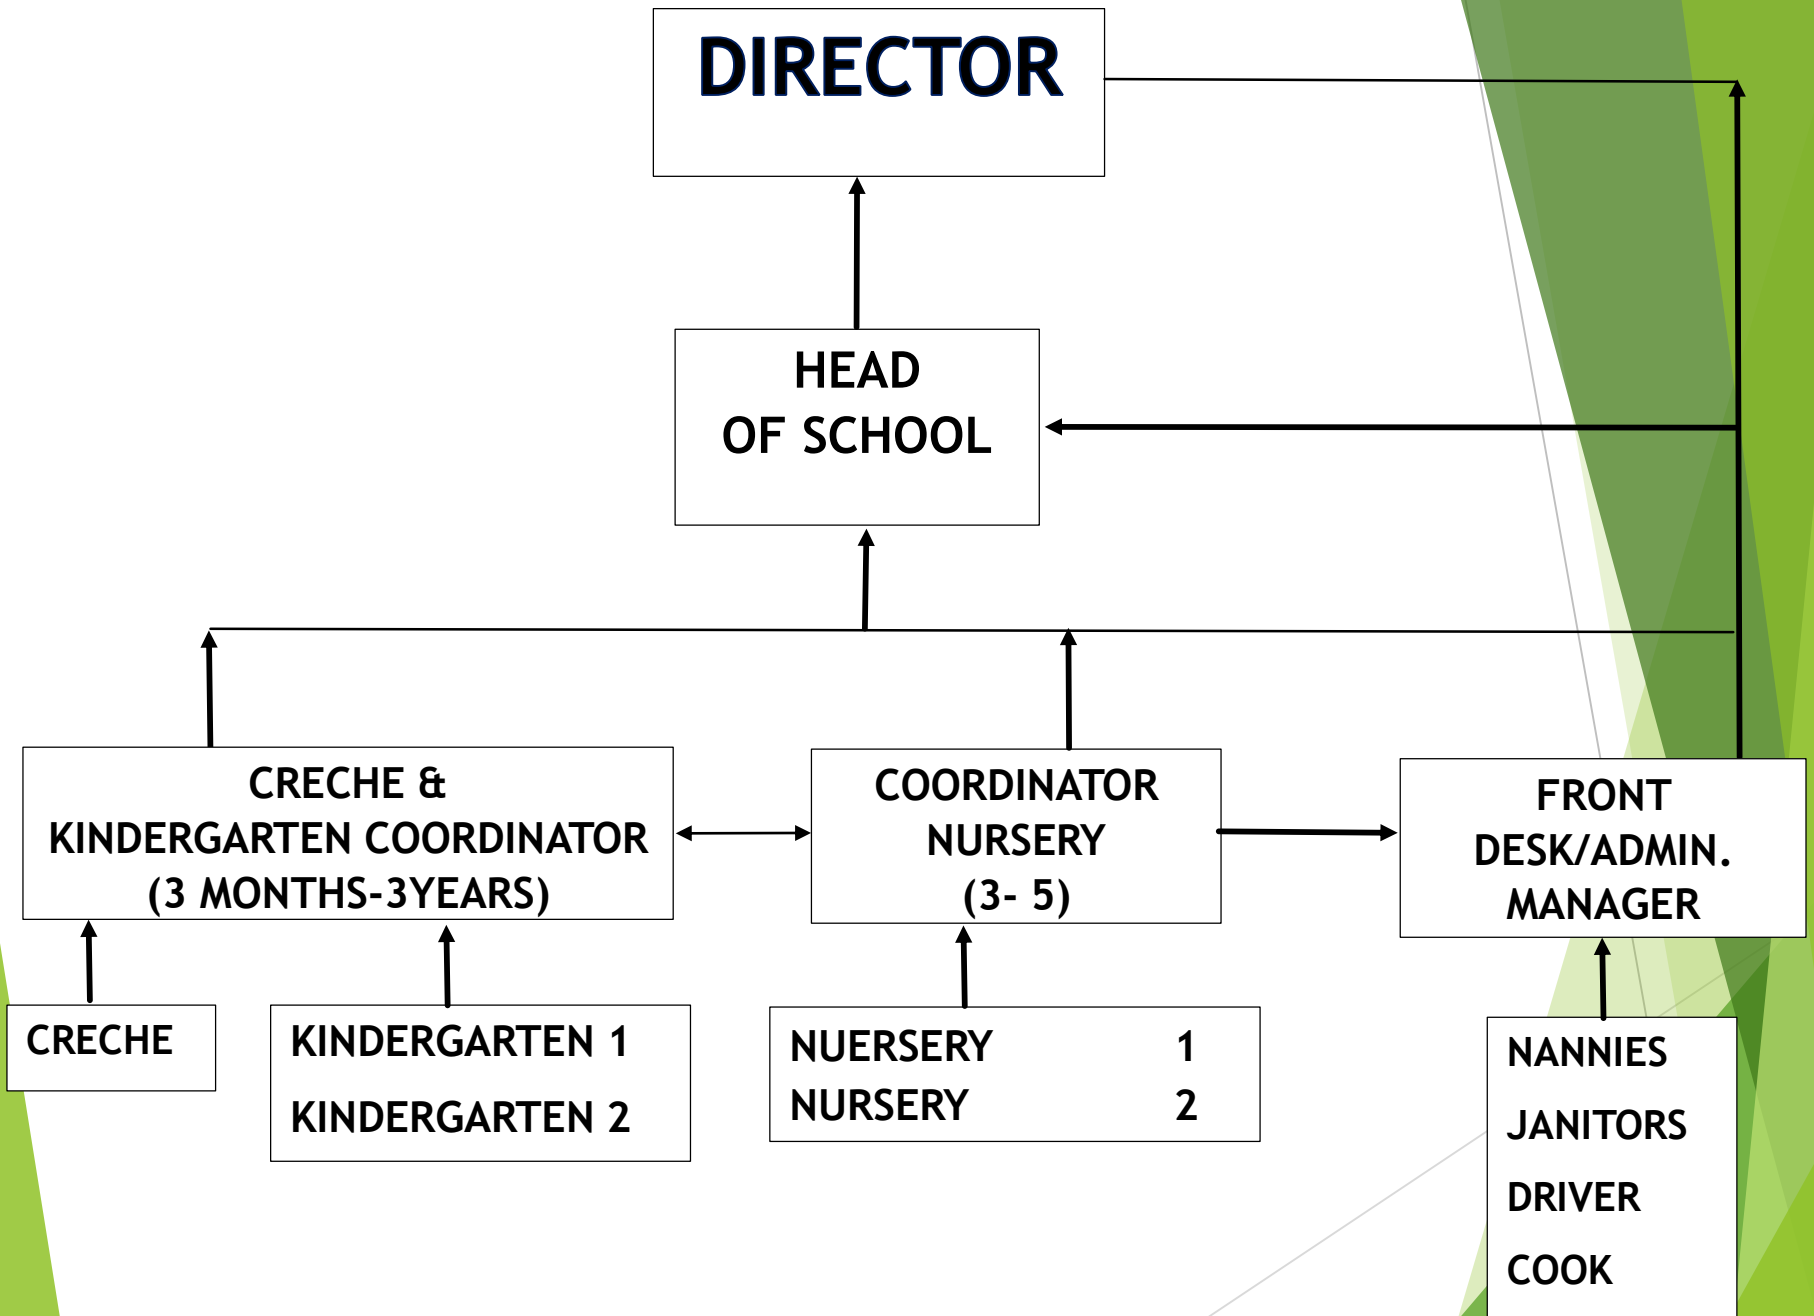 DIRECTOR
HEAD
OF SCHOOL
CRECHE &
KINDERGARTEN COORDINATOR
(3 MONTHS-3YEARS)
COORDINATOR
NURSERY
(3- 5)
FRONT
DESK/ADMIN.
MANAGER
CRECHE
KINDERGARTEN 1
KINDERGARTEN 2
NUERSERY 1
NURSERY 2
NANNIES
JANITORS
DRIVER
COOK